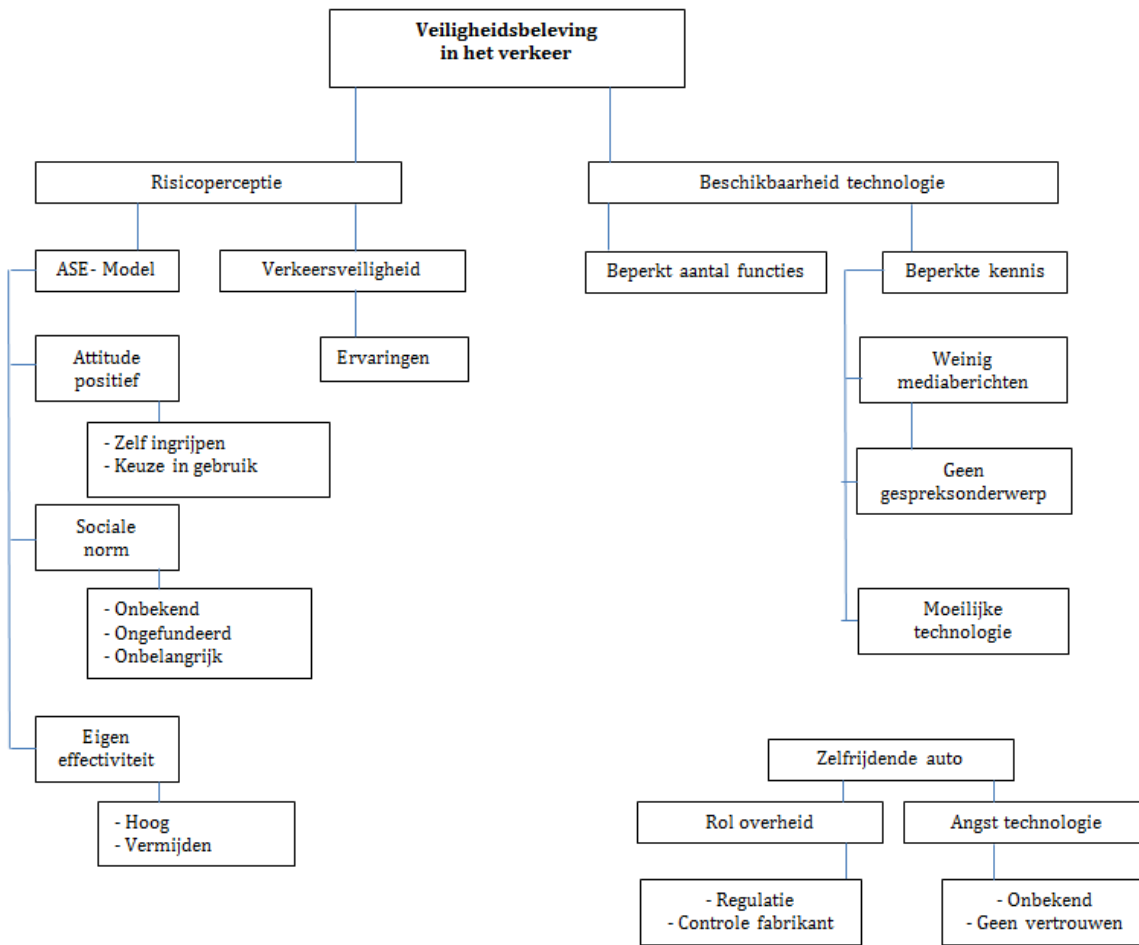 Veiligheidsbeleving
in het verkeer
Risicoperceptie
Beschikbaarheid technologie
ASE- Model
Verkeersveiligheid
Beperkt aantal functies
Beperkte kennis
Attitude
positief
Ervaringen
Weinig
mediaberichten
- Zelf ingrijpen
- Keuze in gebruik
Geen
gespreksonderwerp
Sociale
norm
- Onbekend
- Ongefundeerd
- Onbelangrijk
Moeilijke
technologie
Eigen
effectiviteit
- Hoog
- Vermijden
Zelfrijdende auto
Rol overheid
Angst technologie
- Regulatie
- Controle fabrikant
- Onbekend
- Geen vertrouwen